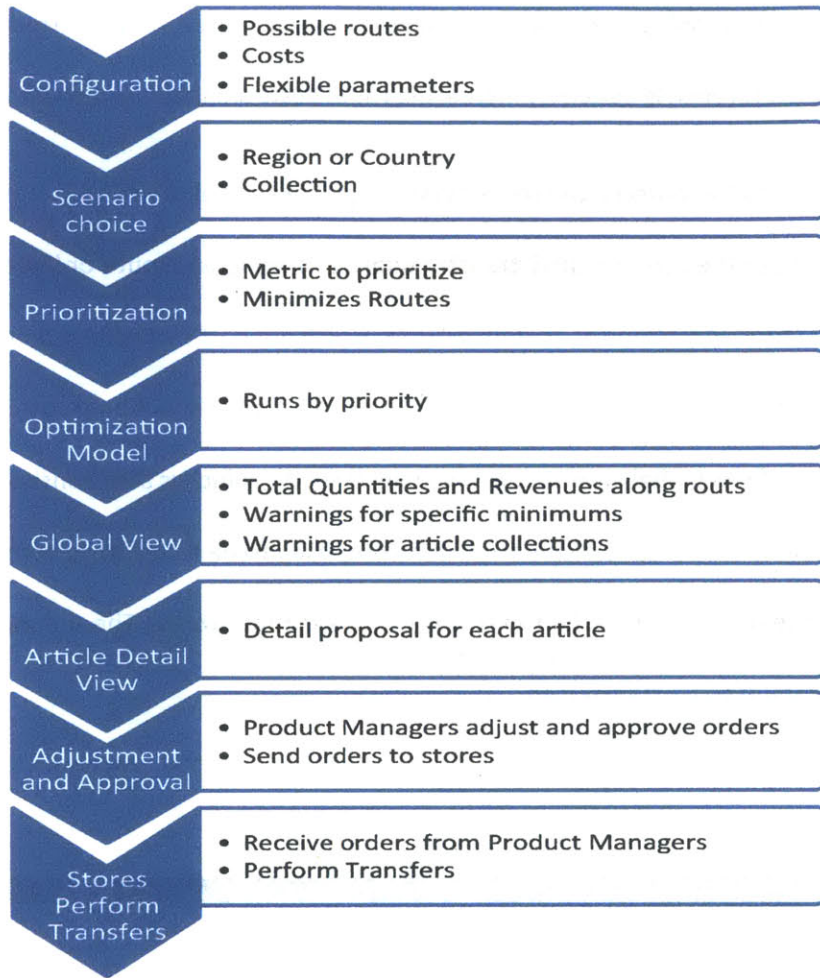 Configuration
• Possible routes
• Costs
• Flexible parameters
Scenario
choice
• Region or Country
• Collection
Prioritization
• Metric to prioritize
• Minimizes Routes
Optimization
Model
• Runs by priority
Global View
• Total Quantities and Revenues along routs
• Warnings for specific minimums
• Warnings for article collections
Article Detail
View
• Detail proposal for each article
Adjustment
and Approval
• Product Managers adjust and approve orders
• Send orders to stores
Stores
Perform
Transfers
• Receive orders from Product Managers
• Perform Transfers